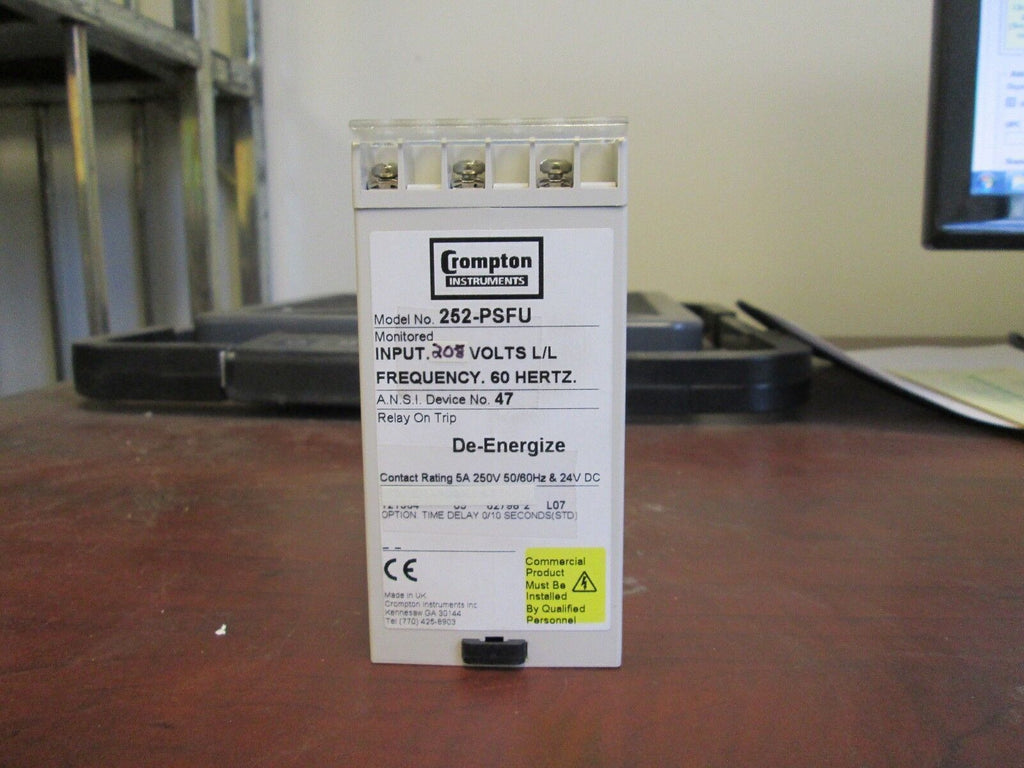 Crompton
INSTRUMENTS
Model No. 252-PSFU
Monitored
INPUT. 208 VOLTS L/L
FREQUENCY. 60 HERTZ.
A.N.S.I. Device No. 47
Relay On Trip
De-Energize
Contact Rating 5A 250V 50/60Hz & 24V DC
L07
OPTION TIME DELAY 0/10 SECONDS(STD)
CE
Made in UK
Crompton Instruments Inc
Kennesaw GA 30144
Tel (770) 425-8903
Commercial
Product
Must Be
Installed
By Qualified
Personnel